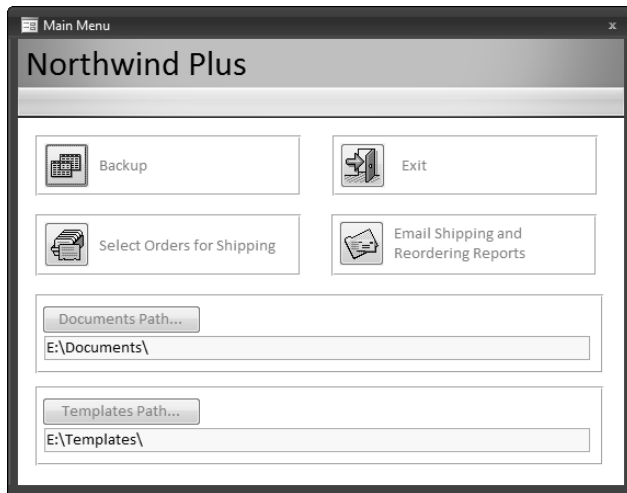 Main Menu
x
Northwind Plus
Backup
Exit
Select Orders for Shipping
Email Shipping and
Reordering Reports
Documents Path...
E:\Documents\
Templates Path...
E:\Templates\